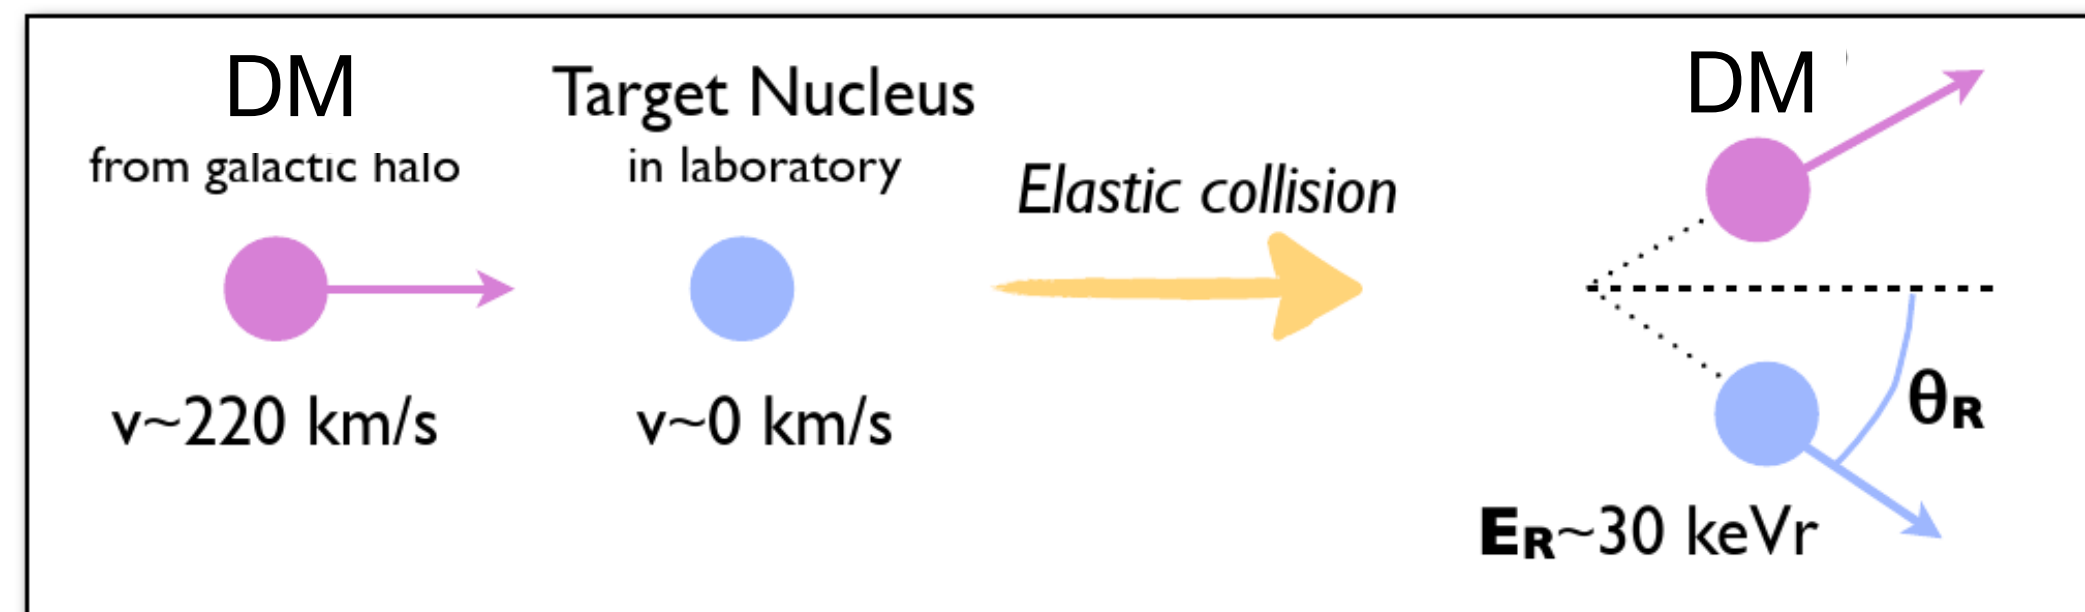 DM
from galactic halo
v~220 km/s
Target Nucleus
in laboratory
v~0 km/s
Elastic collision
DM
θR
ER~30 keVr